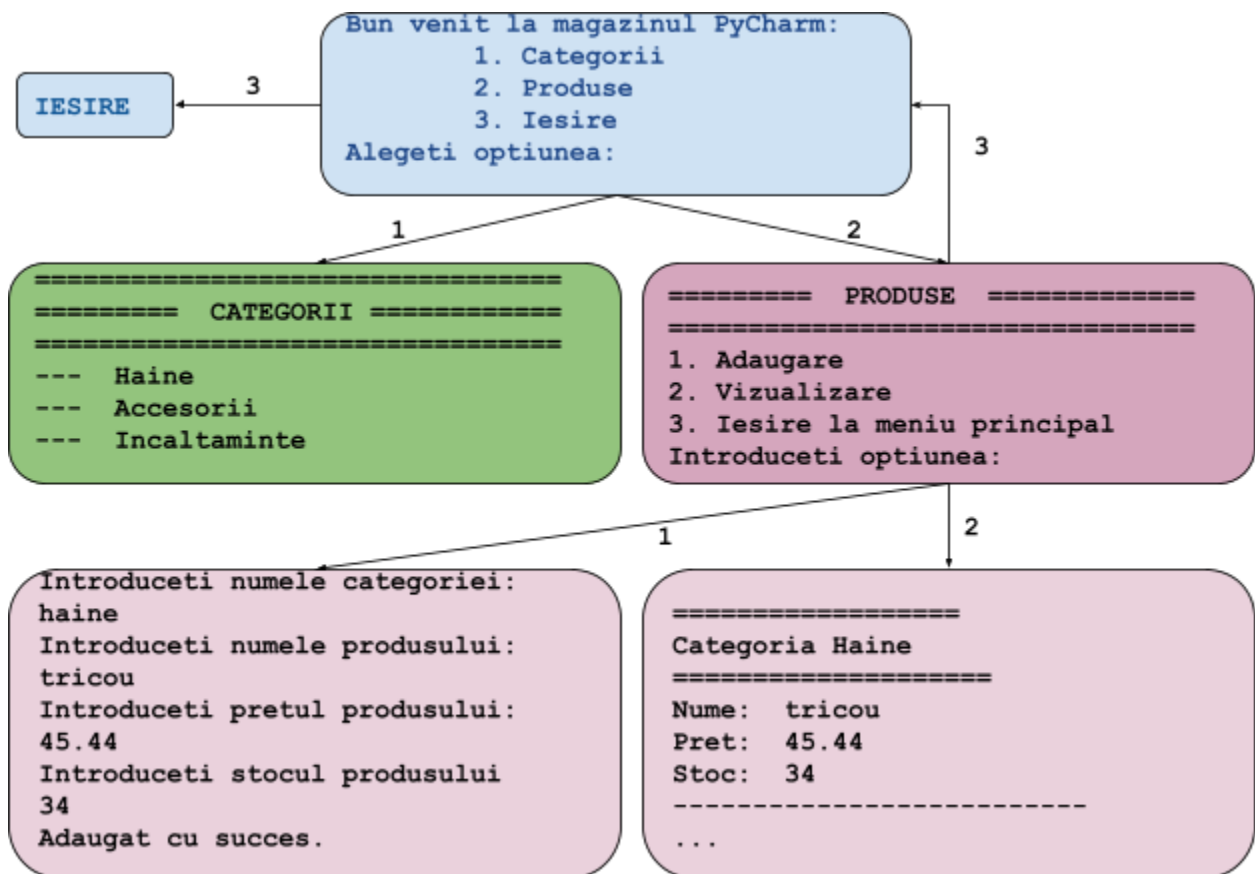 Bun venit la magazinul PyCharm:
1. Categorii
2. Produse
3. Iesire
Alegeti optiunea:
3
IESIRE
3
1
2
=================================
=========  CATEGORII ============
=================================
---  Haine
---  Accesorii
---  Incaltaminte
=========  PRODUSE  =============
=================================
1. Adaugare
2. Vizualizare
3. Iesire la meniu principal
Introduceti optiunea:
1
2
Introduceti numele categoriei:
haine
Introduceti numele produsului:
tricou
Introduceti pretul produsului:
45.44
Introduceti stocul produsului
34
Adaugat cu succes.
==================
Categoria Haine
====================
Nume:  tricou
Pret:  45.44
Stoc:  34
--------------------------
...